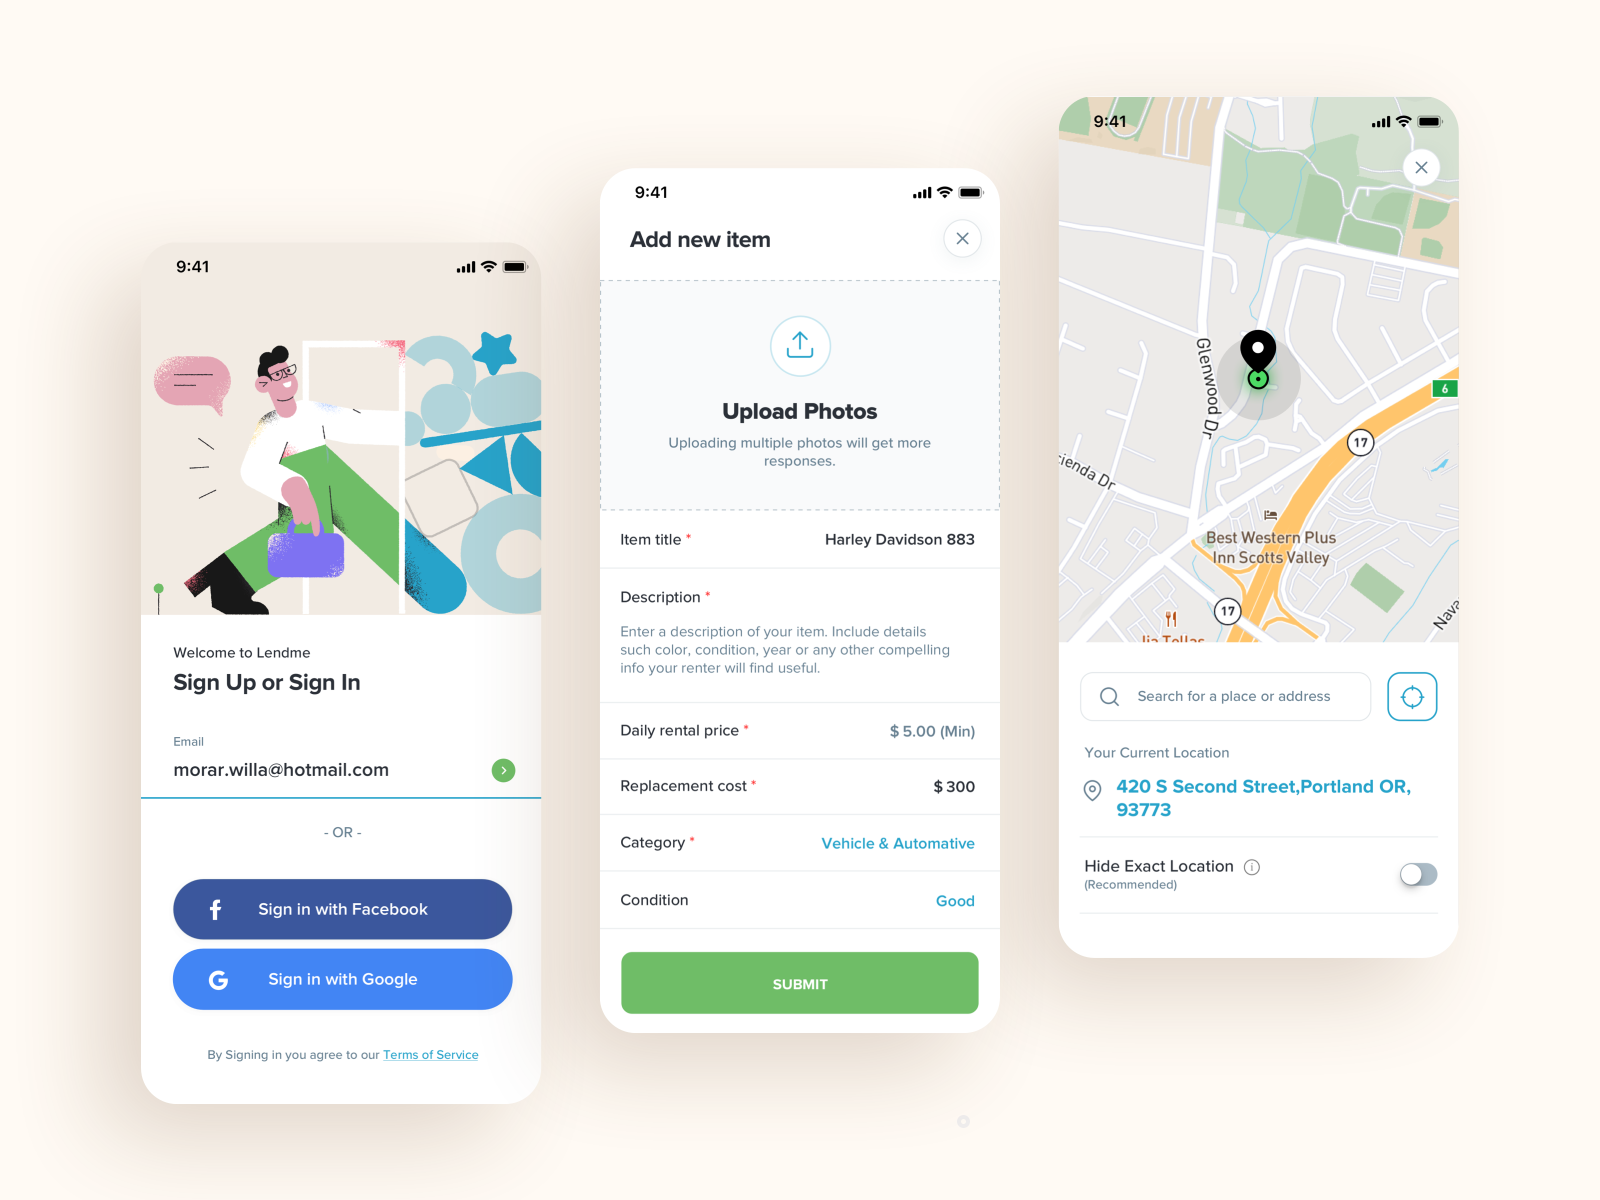 9:41
Welcome to Lendme
Sign Up or Sign In
Email
morar.willa@hotmail.com
- OR -
Sign in with Facebook
G Sign in with Google
By Signing in you agree to our Terms of Service
9:41
Add new item
Upload Photos
Uploading multiple photos will get more
responses.
Item title * Harley Davidson 883
Description *
Enter a description of your item. Include details
such color, condition, year or any other compelling
info your renter will find useful.
Daily rental price * $ 5.00 (Min)
Replacement cost * $ 300
Category * Vehicle & Automative
Condition Good
SUBMIT
9:41
Glenwood Dr
6
17
cienda Dr
Best Western Plus
Inn Scotts Valley
17
Nava
Search for a place or address
Your Current Location
420 S Second Street,Portland OR,
93773
Hide Exact Location
(Recommended)